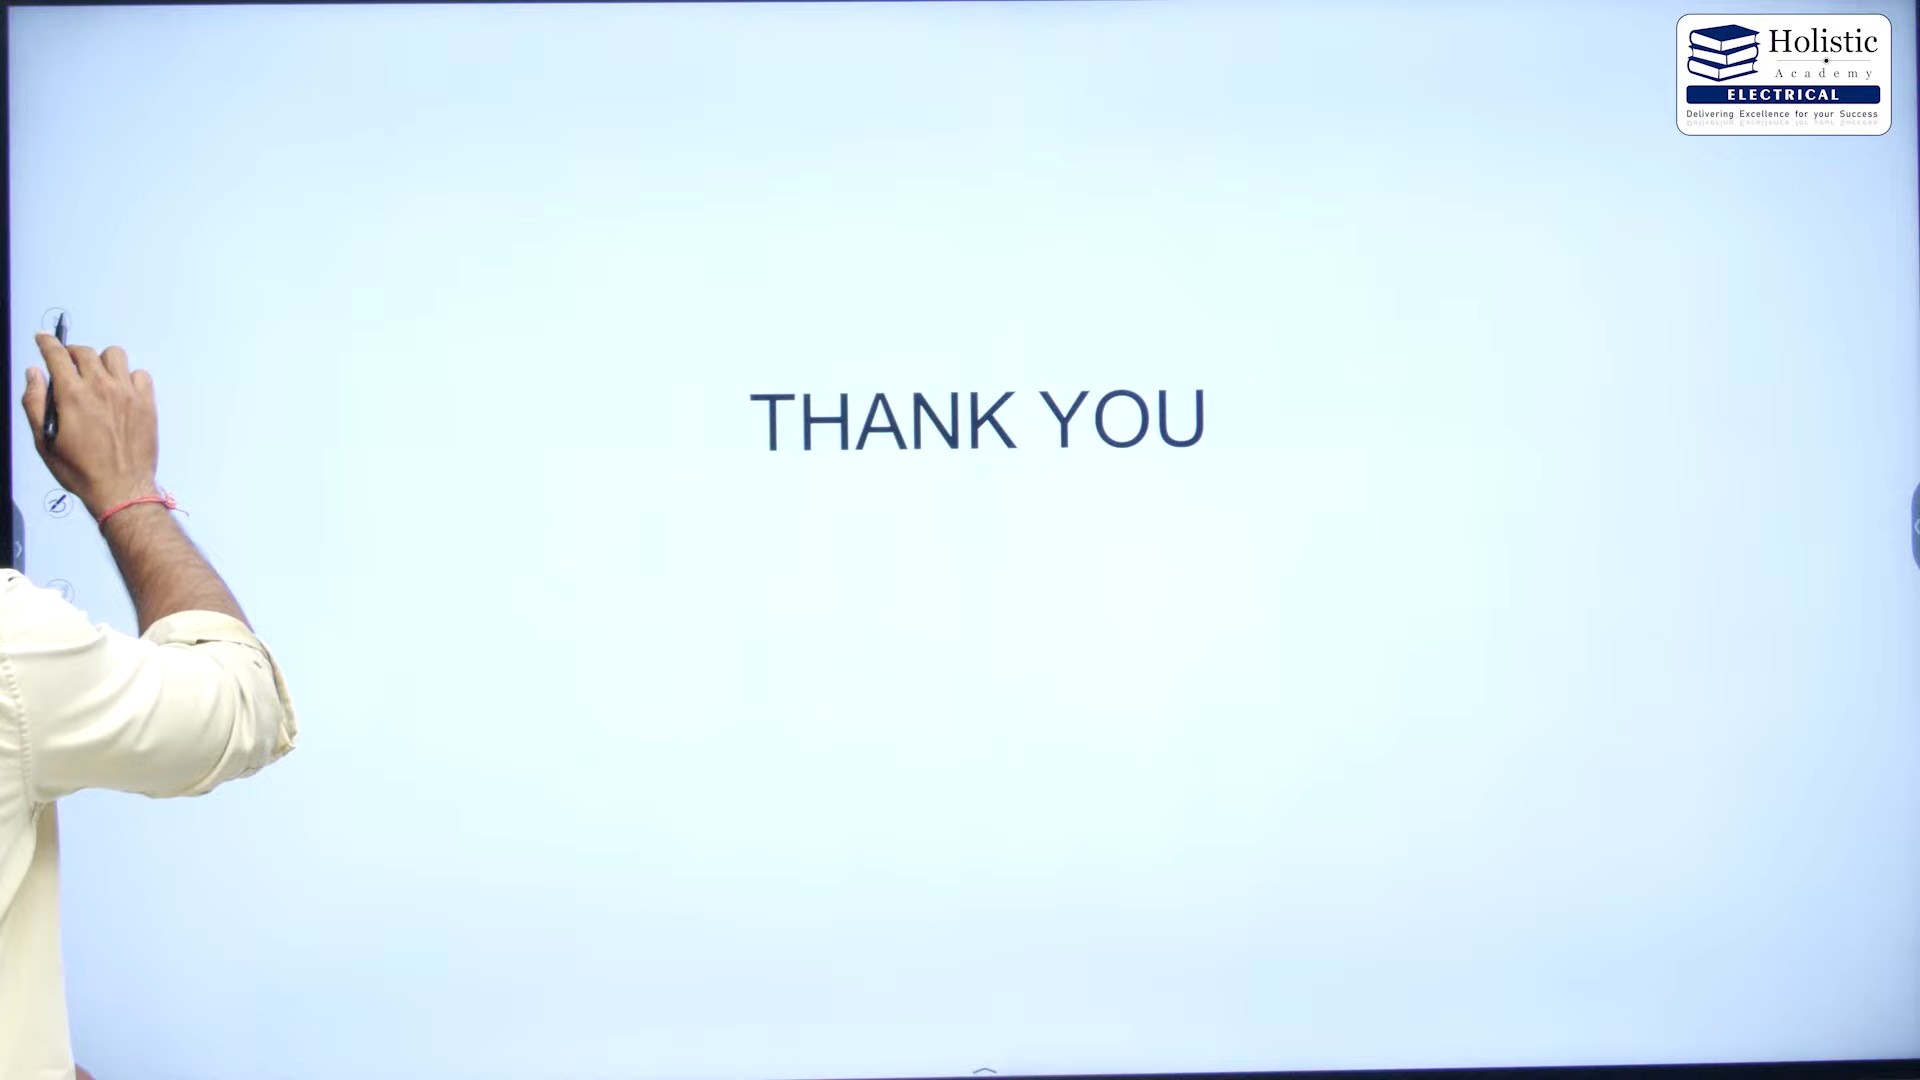 Holistic
Academy
ELECTRICAL
Delivering Excellence for your Success
THANK YOU